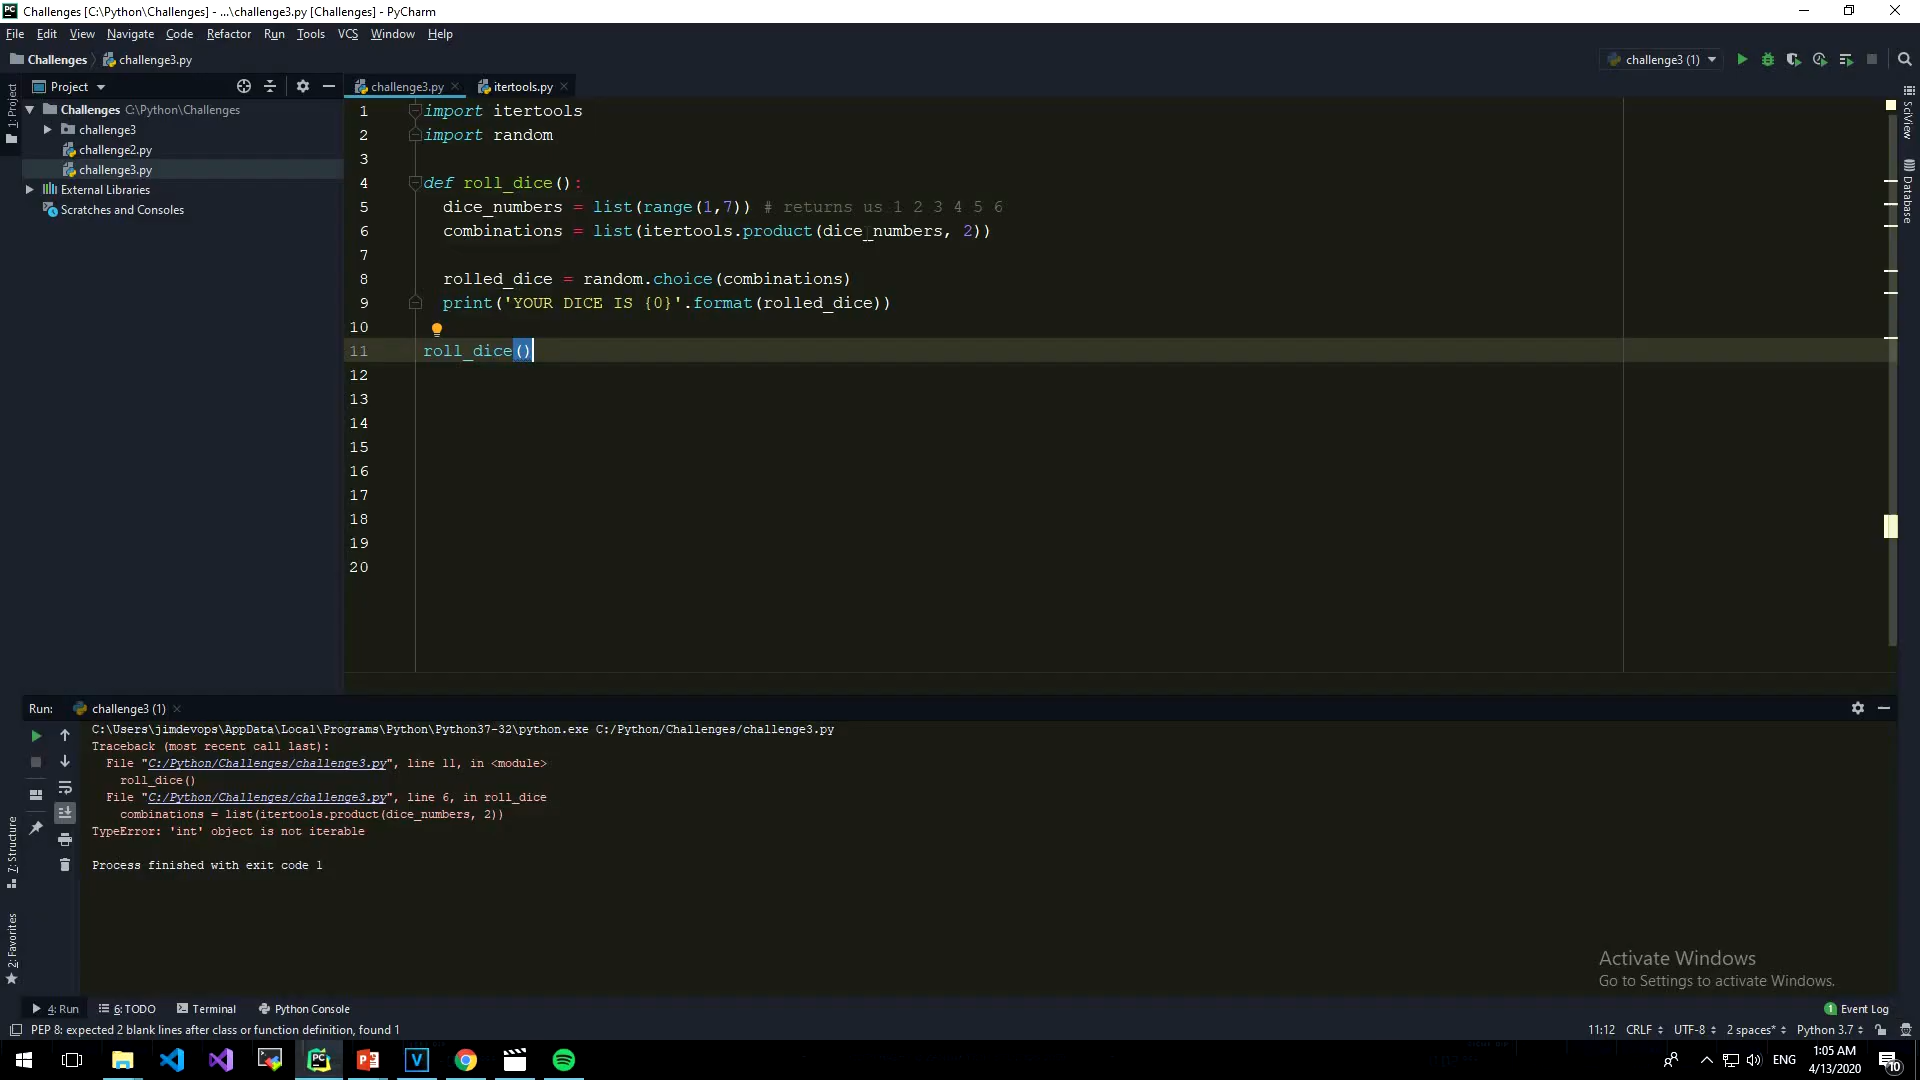 Challenges [C:\Python\Challenges] - ...\challenge3.py [Challenges] - PyCharm
File Edit View Navigate Code Refactor Run Tools VCS Window Help
Challenges challenge3.py
challenge3 (1)
Project
challenge3.py
itertools.py
1: Project
Challenges C:\Python\Challenges
challenge3
challenge2.py
challenge3.py
External Libraries
Scratches and Consoles
1 import itertools
2 import random
3
4 def roll_dice():
5 dice_numbers = list(range(1,7)) # returns us 1 2 3 4 5 6
6 combinations = list(itertools.product(dice_numbers, 2))
7
8 rolled_dice = random.choice(combinations)
9 print('YOUR DICE IS {0}'.format(rolled_dice))
10
11 roll_dice()
12
13
14
15
16
17
18
19
20
SciView
Database
Run: challenge3 (1)
C:\Users\jimdevops\AppData\Local\Programs\Python\Python37-32\python.exe C:/Python/Challenges/challenge3.py
Traceback (most recent call last):
File "C:/Python/Challenges/challenge3.py", line 11, in <module>
roll_dice()
File "C:/Python/Challenges/challenge3.py", line 6, in roll_dice
combinations = list(itertools.product(dice_numbers, 2))
TypeError: 'int' object is not iterable
Process finished with exit code 1
7: Structure
2: Favorites
Activate Windows
Go to Settings to activate Windows.
4: Run 6: TODO Terminal Python Console
1 Event Log
PEP 8: expected 2 blank lines after class or function definition, found 1
11:12 CRLF UTF-8 2 spaces* Python 3.7
ENG
1:05 AM
4/13/2020
10